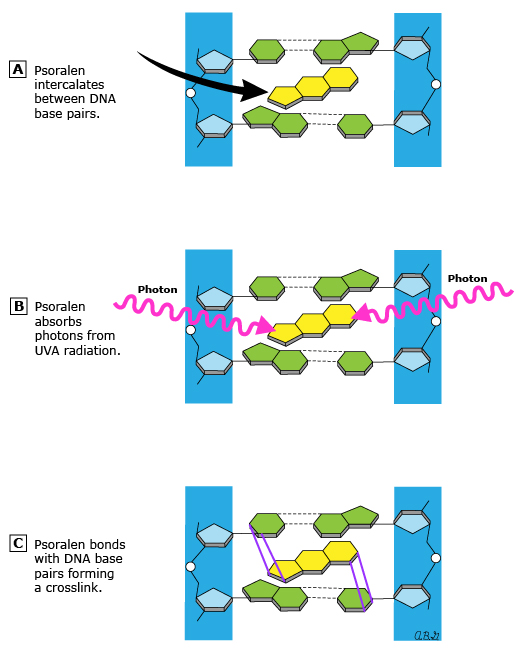 A
Psoralen
intercalates
between DNA
base pairs.
Photon
Photon
B
Psoralen
absorbs
photons from
UVA radiation.
C
Psoralen bonds
with DNA base
pairs forming
a crosslink.